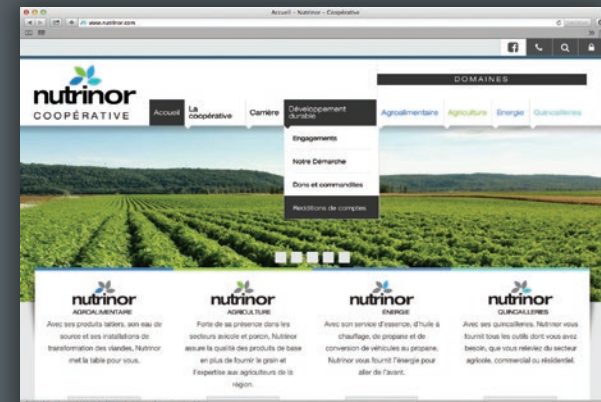 Accueil - Nutrinor - Coopérative
www.nutrinor.com
DOMAINES
nutrinor
COOPÉRATIVE
Accueil
La coopérative
Carrière
Développement durable
Agroalimentaire
Agriculture
Energie
Quincailleries
Engagements
Notre Démarche
Dons et commandites
Redditions de comptes
nutrinor
AGROALIMENTAIRE
Avec ses produits laitiers, son eau de
source et ses installations de
transformation des viandes, Nutrinor
met la table pour vous.
nutrinor
AGRICULTURE
Forte de sa présence dans les
secteurs avicole et porcin, Nutrinor
assure la qualité des produits de base
en plus de fournir le grain et
l'expertise aux agriculteurs de la
région.
nutrinor
ÉNERGIE
Avec son service d'essence, d'huile à
chauffage, de propane et de
conversion de véhicules au propane,
Nutrinor vous fournit l'énergie pour
aller de l'avant.
nutrinor
QUINCAILLERIES
Avec ses quincailleries, Nutrinor vous
fournit tous les outils dont vous avez
besoin, que vous releviez du secteur
agricole, commercial ou résidentiel.